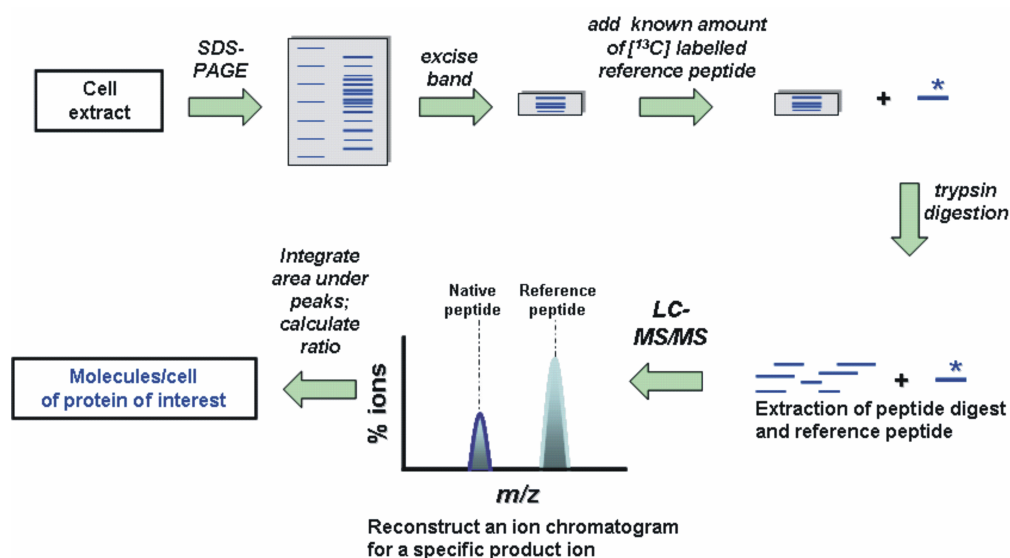 Cell
extract
SDS-
PAGE
excise
band
add known amount
of [¹³C] labelled
reference peptide
+
*
trypsin
digestion
Extraction of peptide digest
and reference peptide
+
*
LC-
MS/MS
Native
peptide
Reference
peptide
% ions
m/z
Reconstruct an ion chromatogram
for a specific product ion
Integrate
area under
peaks;
calculate
ratio
Molecules/cell
of protein of interest